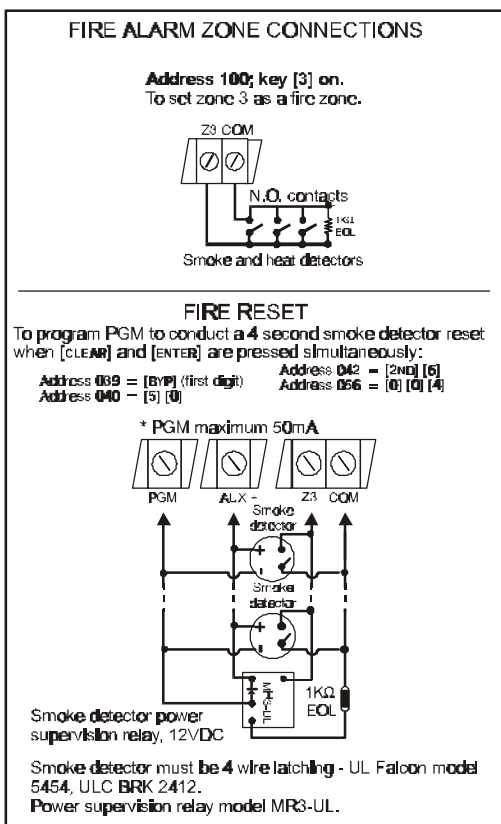 FIRE ALARM ZONE CONNECTIONS
Address 100; key [3] on.
To set zone 3 as a fire zone.
Z3 COM
N.O. contacts
1KΩ
EOL
Smoke and heat detectors
FIRE RESET
To program PGM to conduct a 4 second smoke detector reset
when [CLEAR] and [ENTER] are pressed simultaneously:
Address 039 = [BYP] (first digit)
Address 040 = [5] [0]
Address 042 = [2ND] [6]
Address 056 = [0] [0] [4]
* PGM maximum 50mA
PGM AUX + Z3 COM
Smoke
detector
Smoke
detector
MR3-UL
1KΩ
EOL
Smoke detector power
supervision relay, 12VDC
Smoke detector must be 4 wire latching - UL Falcon model
5454, ULC BRK 2412.
Power supervision relay model MR3-UL.